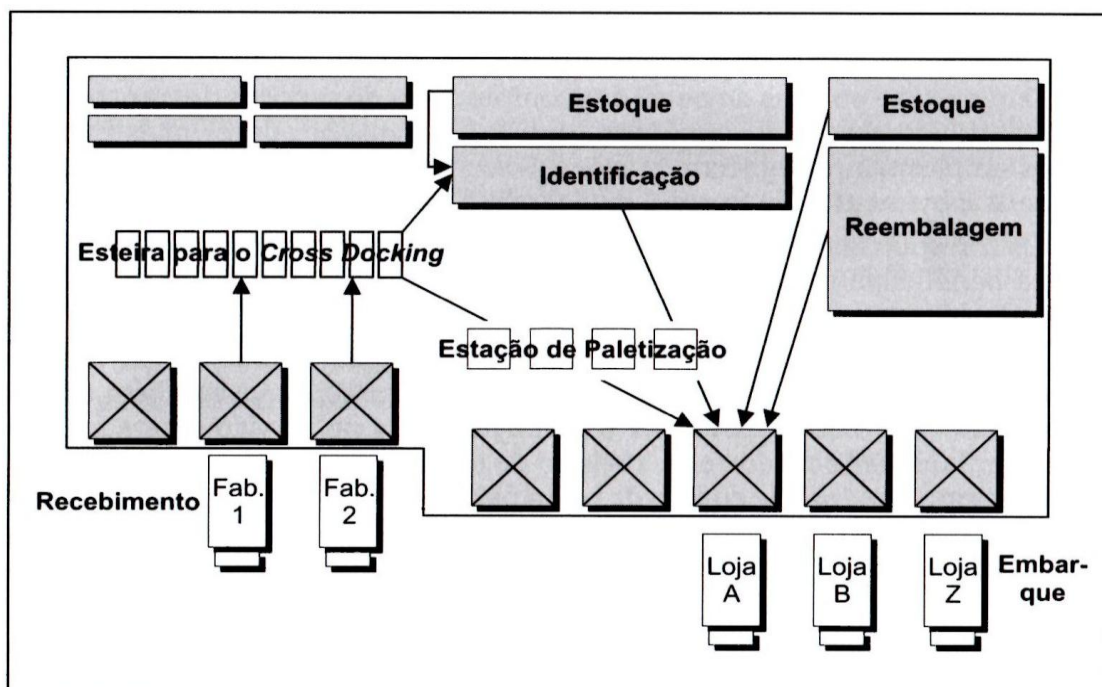 Estoque
Estoque
Identificação
Reembalagem
Esteira para o Cross Docking
Estação de Paletização
Recebimento
Fab.
1
Fab.
2
Loja
A
Loja
B
Loja
Z
Embar-
que